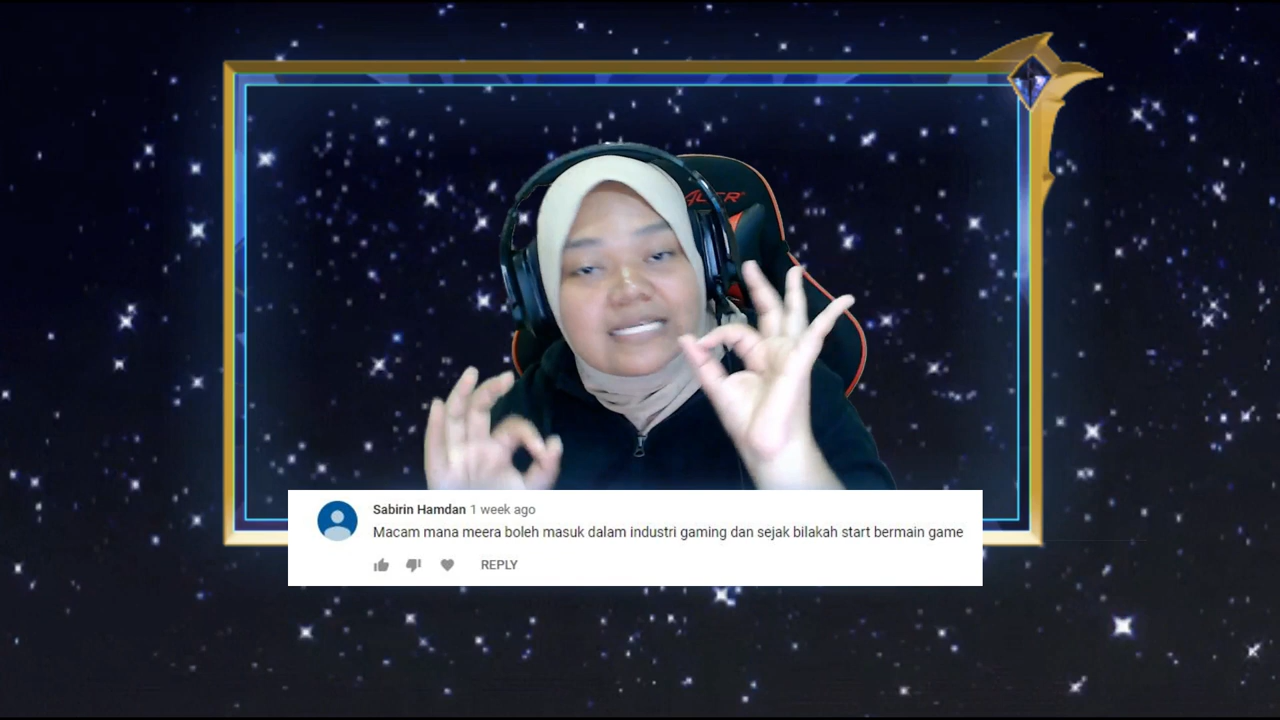 Sabirin Hamdan 1 week ago
Macam mana meera boleh masuk dalam industri gaming dan sejak bilakah start bermain game
REPLY